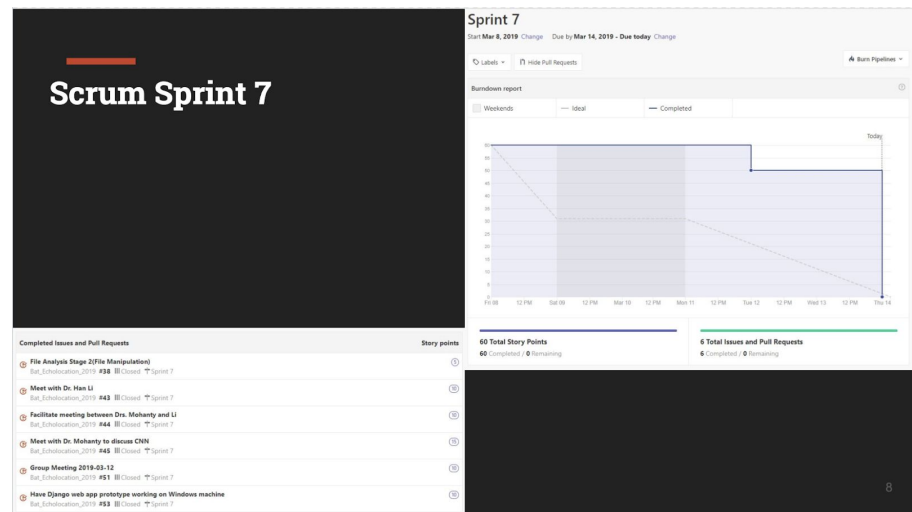 Scrum Sprint 7
Sprint 7
Start Mar 8, 2019 Change Due by Mar 14, 2019 - Due today Change
Labels Hide Pull Requests Burn Pipelines
Burndown report
Weekends Ideal Completed
Today
60
55
50
45
40
35
30
25
20
15
10
5
0
Fri 08 12 PM Sat 09 12 PM Mar 10 12 PM Mon 11 12 PM Tue 12 12 PM Wed 13 12 PM Thu 14
60 Total Story Points
60 Completed / 0 Remaining
6 Total Issues and Pull Requests
6 Completed / 0 Remaining
Completed Issues and Pull Requests Story points
File Analysis Stage 2(File Manipulation) 5
Bat_Echolocation_2019 #38 Closed Sprint 7
Meet with Dr. Han Li 10
Bat_Echolocation_2019 #43 Closed Sprint 7
Facilitate meeting between Drs. Mohanty and Li 10
Bat_Echolocation_2019 #44 Closed Sprint 7
Meet with Dr. Mohanty to discuss CNN 15
Bat_Echolocation_2019 #45 Closed Sprint 7
Group Meeting 2019-03-12 10
Bat_Echolocation_2019 #51 Closed Sprint 7
Have Django web app prototype working on Windows machine 10
Bat_Echolocation_2019 #53 Closed Sprint 7
8